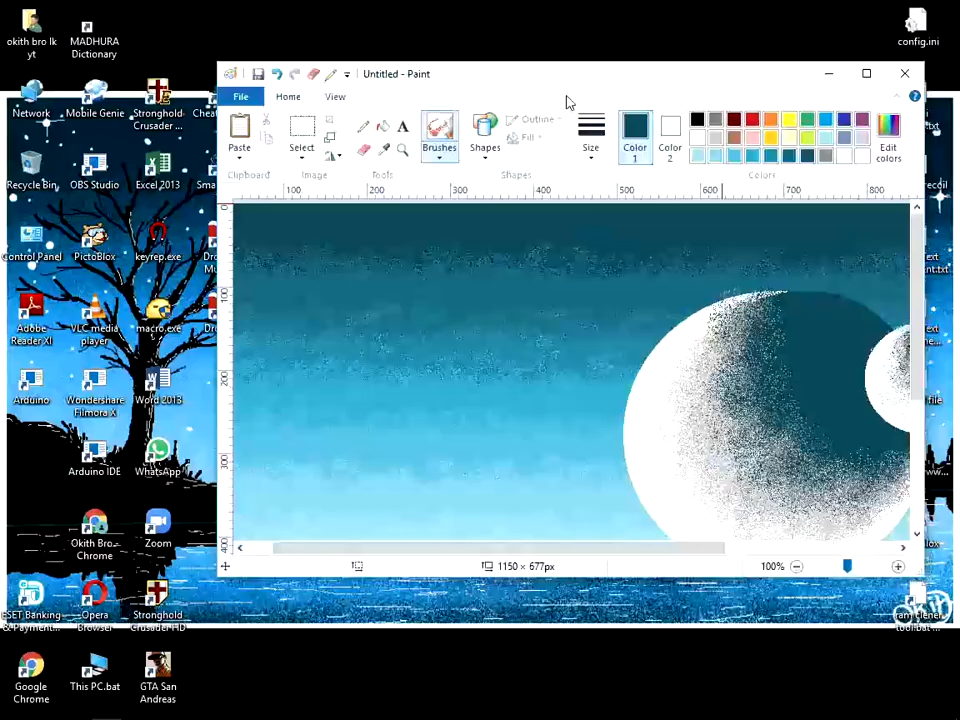 okith bro lk
yt
MADHURA
Dictionary
config.ini
Untitled - Paint
File
Home
View
Network
Mobile Genie
Stronghold
Crusader ...
Paste
Select
Brushes
Shapes
Outline
Fill
Size
Color
1
Color
2
Edit
colors
Clipboard
Image
Tools
Shapes
Colors
Recycle Bin
OBS Studio
Excel 2013
100
200
300
400
500
600
700
800
0
100
200
300
400
Control Panel
PictoBlox
keyrep.exe
Adobe
Reader XI
VLC media
player
macro.exe
Arduino
Wondershare
Filmora X
Word 2013
file
Arduino IDE
WhatsApp
Okith Bro -
Chrome
Zoom
1150 × 677px
100%
ESET Banking
& Payment...
Opera
Browser
Stronghold
Crusader HD
Google
Chrome
This PC.bat
GTA San
Andreas